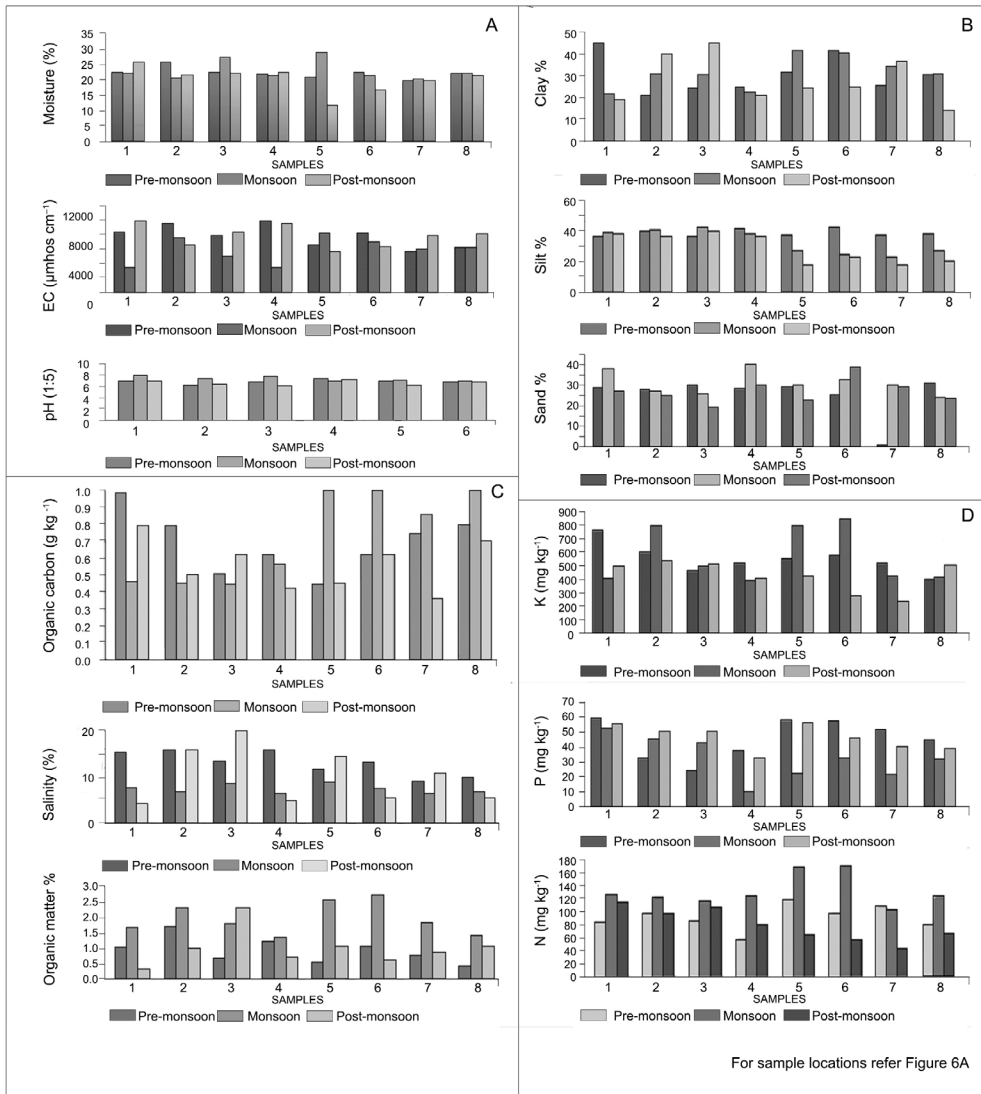 A
Moisture (%)
35
30
25
20
15
10
5
0
1 2 3 4 5 6 7 8
SAMPLES
Pre-monsoon Monsoon Post-monsoon
EC (µmhos cm⁻¹)
12000
8000
4000
0
1 2 3 4 5 6 7 8
SAMPLES
Pre-monsoon Monsoon Post-monsoon
pH (1:5)
10
8
6
4
2
0
1 2 3 4 5 6
SAMPLES
Pre-monsoon Monsoon Post-monsoon
B
Clay %
50
40
30
20
10
0
1 2 3 4 5 6 7 8
SAMPLES
Pre-monsoon Monsoon Post-monsoon
Silt %
60
40
20
0
1 2 3 4 5 6 7 8
SAMPLES
Pre-monsoon Monsoon Post-monsoon
Sand %
40
30
20
10
0
1 2 3 4 5 6 7 8
SAMPLES
Pre-monsoon Monsoon Post-monsoon
C
Organic carbon (g kg⁻¹)
1.0
0.9
0.8
0.7
0.6
0.5
0.4
0.3
0.2
0.1
0.0
1 2 3 4 5 6 7 8
SAMPLES
Pre-monsoon Monsoon Post-monsoon
Salinity (%)
20
10
0
1 2 3 4 5 6 7 8
SAMPLES
Pre-monsoon Monsoon Post-monsoon
Organic matter %
3.0
2.5
2.0
1.5
1.0
0.5
0.0
1 2 3 4 5 6 7 8
SAMPLES
Pre-monsoon Monsoon Post-monsoon
D
K (mg kg⁻¹)
900
800
700
600
500
400
300
200
100
0
1 2 3 4 5 6 7 8
SAMPLES
Pre-monsoon Monsoon Post-monsoon
P (mg kg⁻¹)
60
50
40
30
20
10
0
1 2 3 4 5 6 7 8
SAMPLES
Pre-monsoon Monsoon Post-monsoon
N (mg kg⁻¹)
180
160
140
120
100
80
60
40
20
0
1 2 3 4 5 6 7 8
SAMPLES
Pre-monsoon Monsoon Post-monsoon
For sample locations refer Figure 6A